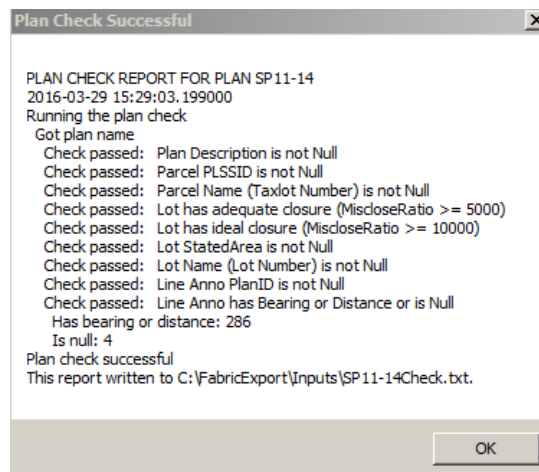 Plan Check Successful
PLAN CHECK REPORT FOR PLAN SP11-14
2016-03-29 15:29:03.199000
Running the plan check
Got plan name
Check passed: Plan Description is not Null
Check passed: Parcel PLSSID is not Null
Check passed: Parcel Name (Taxlot Number) is not Null
Check passed: Lot has adequate closure (MiscloseRatio >= 5000)
Check passed: Lot has ideal closure (MiscloseRatio >= 10000)
Check passed: Lot StatedArea is not Null
Check passed: Lot Name (Lot Number) is not Null
Check passed: Line Anno PlanID is not Null
Check passed: Line Anno has Bearing or Distance or is Null
Has bearing or distance: 286
Is null: 4
Plan check successful
This report written to C:\FabricExport\Inputs\SP11-14Check.txt.
OK